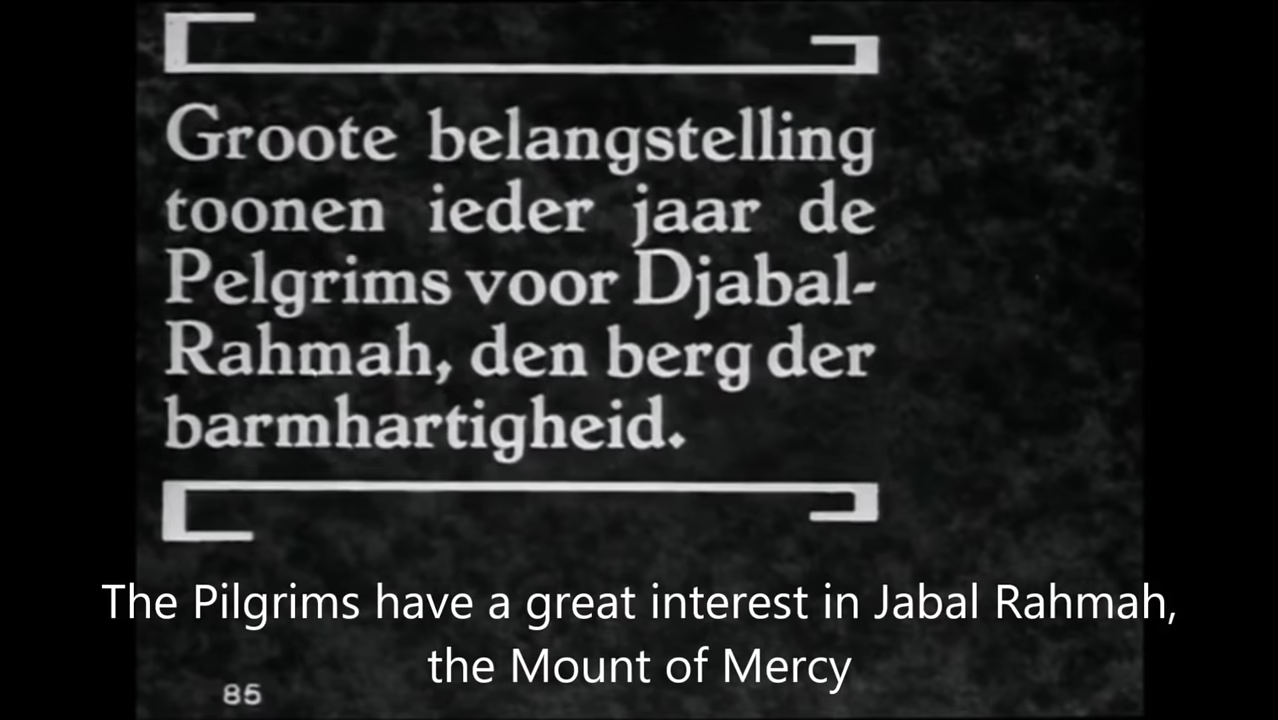 Groote belangstelling
toonen ieder jaar de
Pelgrims voor Djabal-
Rahmah, den berg der
barmhartigheid.
The Pilgrims have a great interest in Jabal Rahmah,
the Mount of Mercy
85